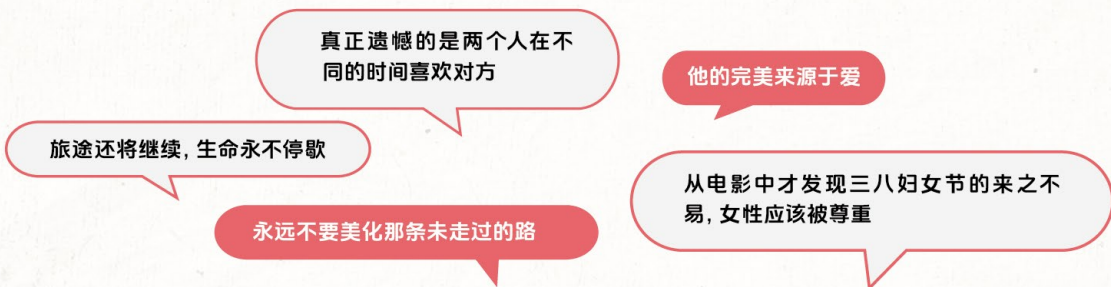 真正遗憾的是两个人在不
同的时间喜欢对方
他的完美来源于爱
旅途还将继续，生命永不停歇
从电影中才发现三八妇女节的来之不
易，女性应该被尊重
永远不要美化那条未走过的路